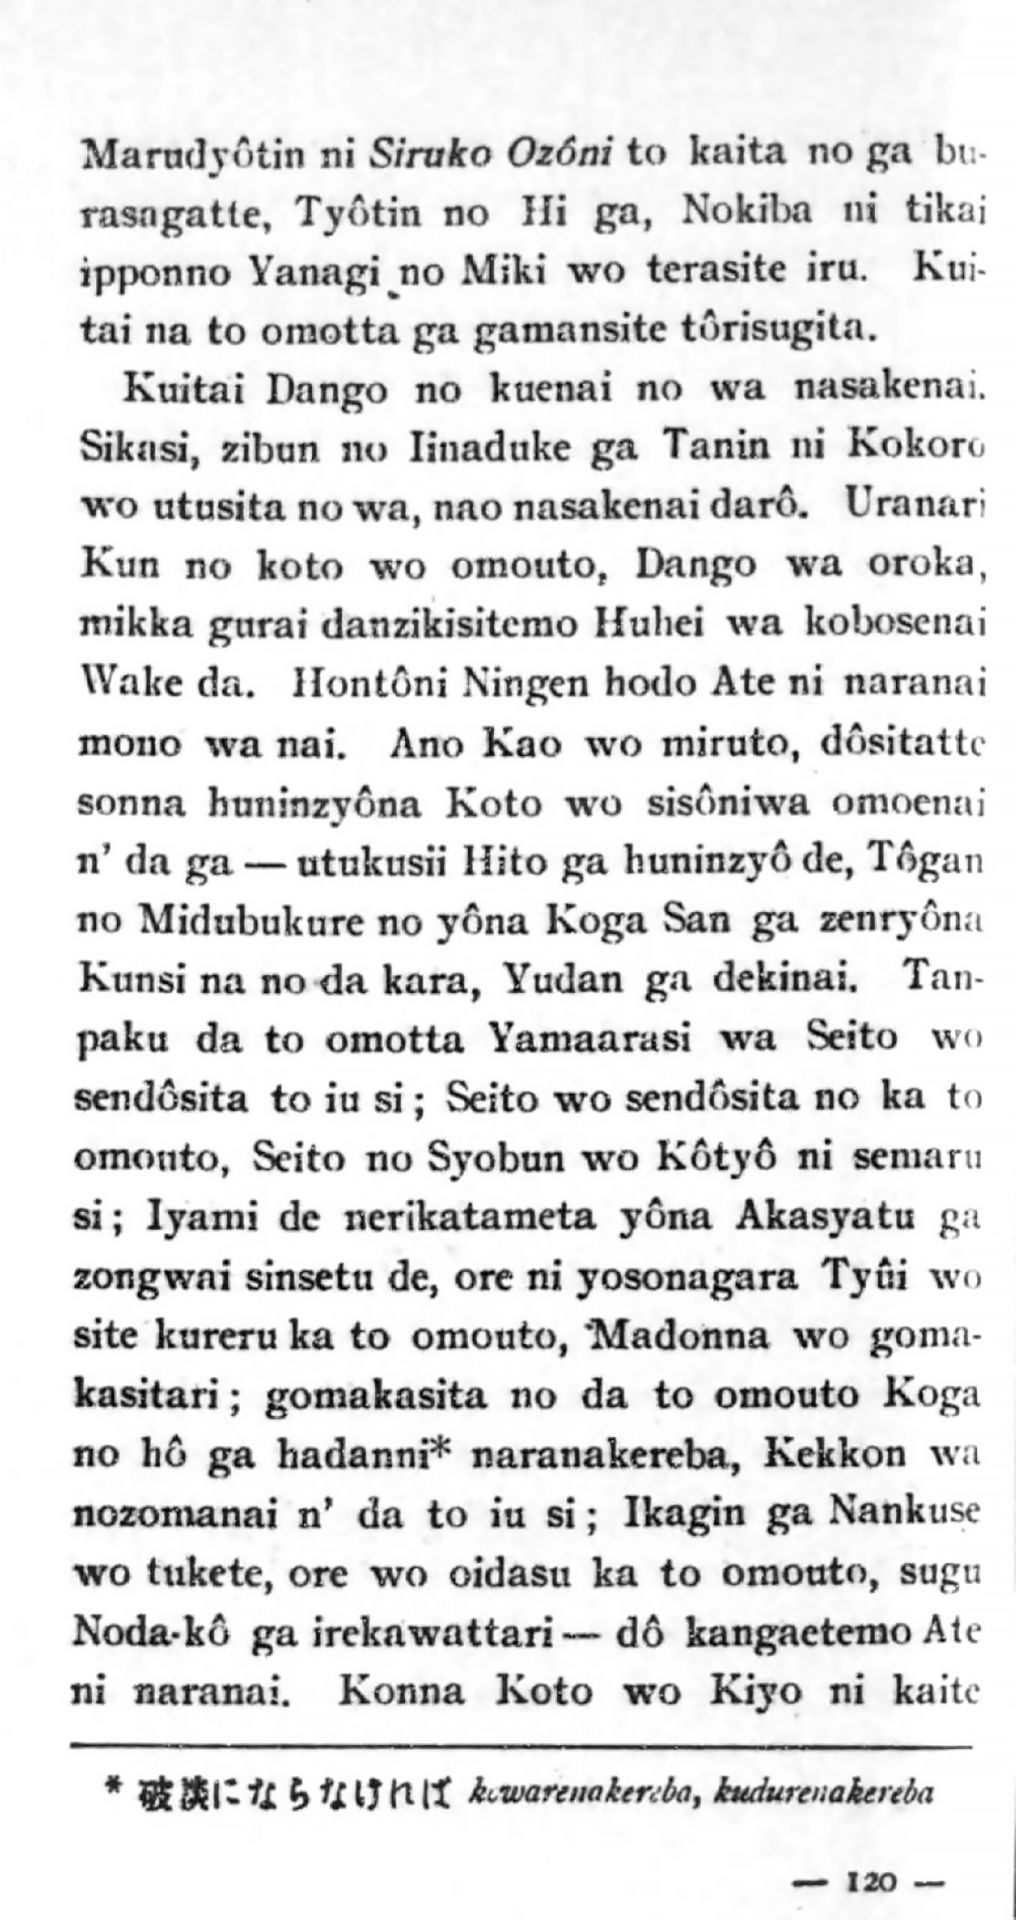 Marudyôtin ni Siruko Ozôni to kaita no ga bu-
rasagatte, Tyôtin no Hi ga, Nokiba ni tikai
ipponno Yanagi no Miki wo terasite iru. Kui-
tai na to omotta ga gamansite tôrisugita.
Kuitai Dango no kuenai no wa nasakenai.
Sikasi, zibun no Iinaduke ga Tanin ni Kokoro
wo utusita no wa, nao nasakenai darô. Uranari
Kun no koto wo omouto, Dango wa oroka,
mikka gurai danzikisitemo Huhei wa kobosenai
Wake da. Hontôni Ningen hodo Ate ni naranai
mono wa nai. Ano Kao wo miruto, dôsitatte
sonna huninzyôna Koto wo sisôniwa omoenai
n' da ga — utukusii Hito ga huninzyô de, Tôgan
no Midubukure no yôna Koga San ga zenryôna
Kunsi na no da kara, Yudan ga dekinai. Tan-
paku da to omotta Yamaarasi wa Seito wo
sendôsita to iu si; Seito wo sendôsita no ka to
omouto, Seito no Syobun wo Kôtyô ni semaru
si; Iyami de nerikatameta yôna Akasyatu ga
zongwai sinsetu de, ore ni yosonagara Tyûi wo
site kureru ka to omouto, Madonna wo goma-
kasitari; gomakasita no da to omouto Koga
no hô ga hadanni* naranakereba, Kekkon wa
nozomanai n' da to iu si; Ikagin ga Nankuse
wo tukete, ore wo oidasu ka to omouto, sugu
Noda-kô ga irekawattari — dô kangaetemo Ate
ni naranai. Konna Koto wo Kiyo ni kaite
* 破談にならなければ kowarenakereba, kudurenakereba
— 120 —